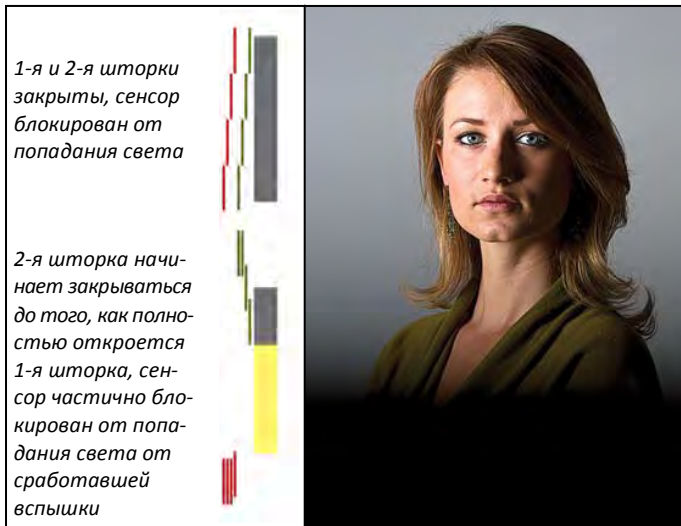 1-я и 2-я шторки
закрыты, сенсор
блокирован от
попадания света
2-я шторка начи-
нает закрываться
до того, как полно-
стью откроется
1-я шторка, сен-
сор частично бло-
кирован от попа-
дания света от
сработавшей
вспышки